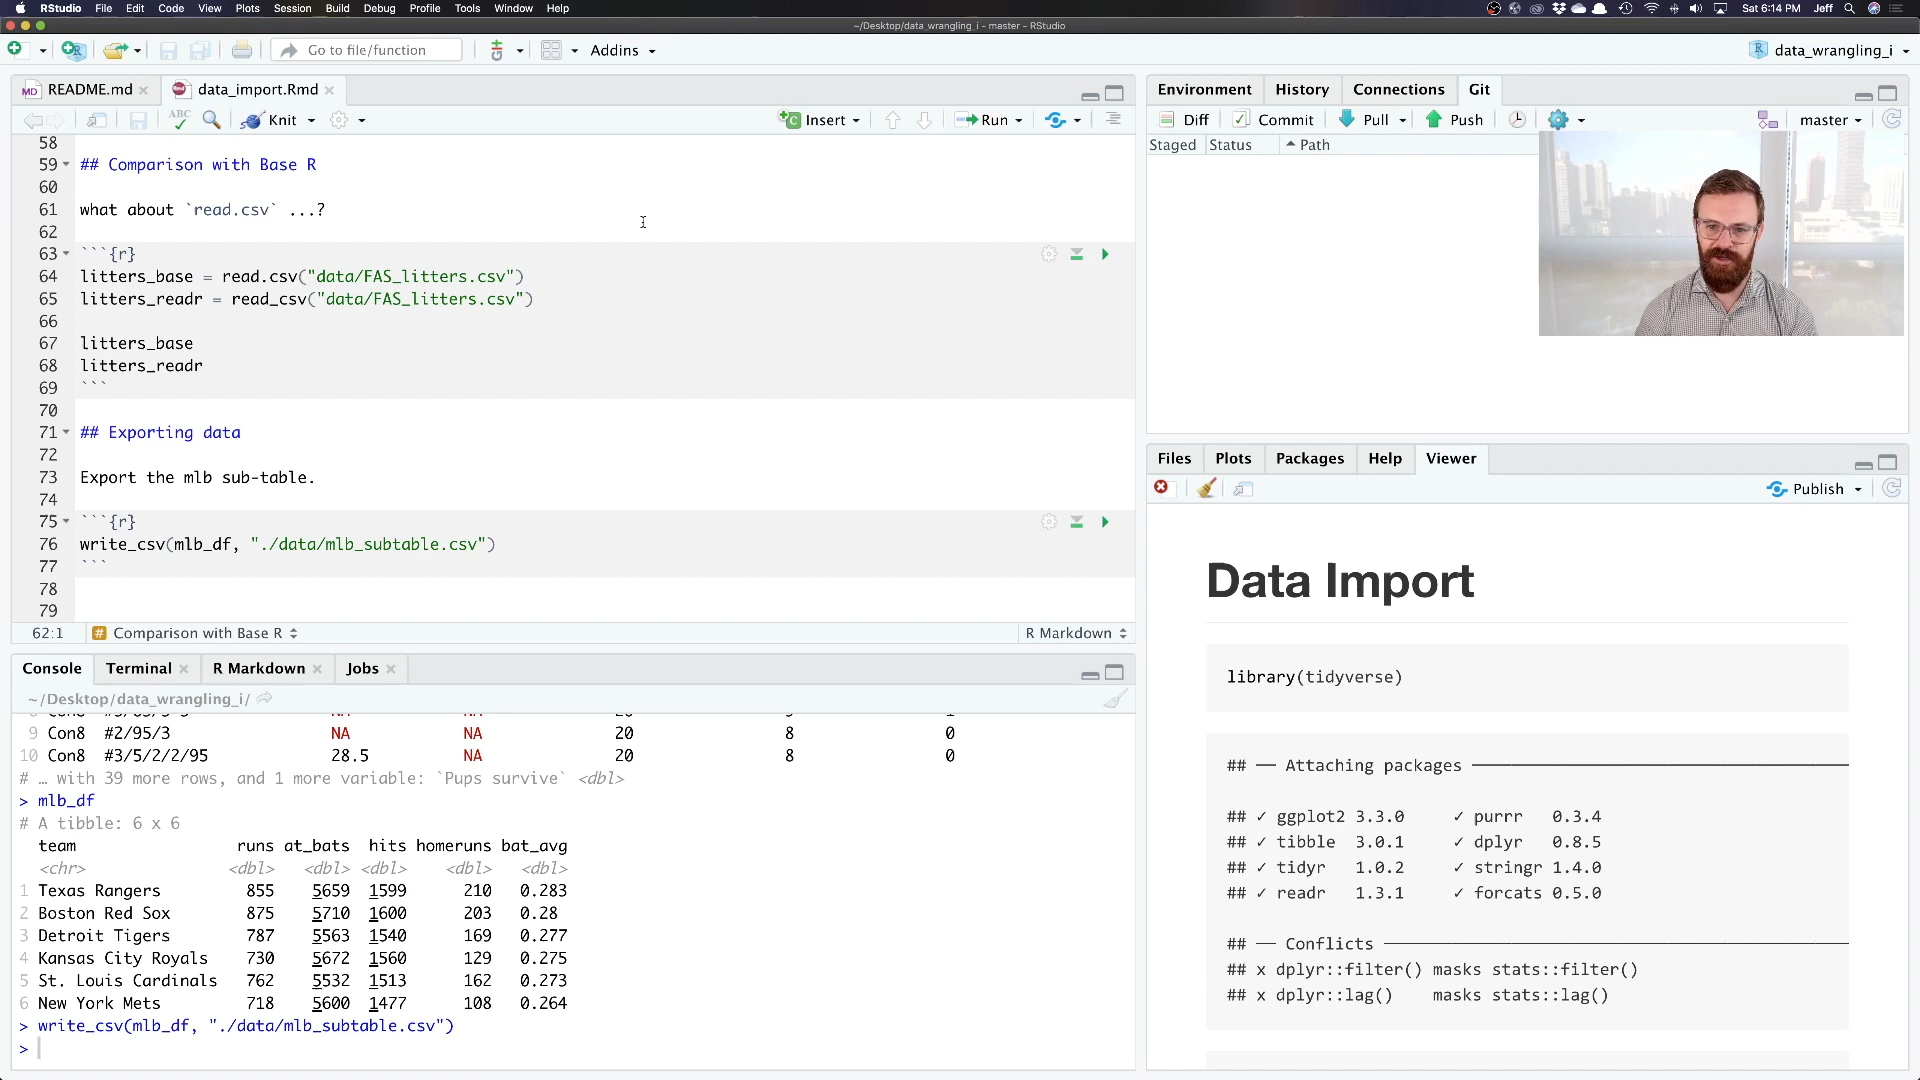 RStudio File Edit Code View Plots Session Build Debug Profile Tools Window Help Sat 6:14 PM Jeff
~/Desktop/data_wrangling_i - master - RStudio
Go to file/function Addins data_wrangling_i
MD README.md data_import.Rmd
ABC Knit Insert Run
58
59 ## Comparison with Base R
60
61 what about `read.csv` ...?
62
63 ```{r}
64 litters_base = read.csv("data/FAS_litters.csv")
65 litters_readr = read_csv("data/FAS_litters.csv")
66
67 litters_base
68 litters_readr
69 ```
70
71 ## Exporting data
72
73 Export the mlb sub-table.
74
75 ```{r}
76 write_csv(mlb_df, "./data/mlb_subtable.csv")
77 ```
78
79
62:1 # Comparison with Base R R Markdown
Console Terminal R Markdown Jobs
~/Desktop/data_wrangling_i/
9 Con8 #2/95/3 NA NA 20 8 0
10 Con8 #3/5/2/2/95 28.5 NA 20 8 0
# … with 39 more rows, and 1 more variable: `Pups survive` <dbl>
> mlb_df
# A tibble: 6 x 6
team runs at_bats hits homeruns bat_avg
<chr> <dbl> <dbl> <dbl> <dbl> <dbl>
1 Texas Rangers 855 5659 1599 210 0.283
2 Boston Red Sox 875 5710 1600 203 0.28
3 Detroit Tigers 787 5563 1540 169 0.277
4 Kansas City Royals 730 5672 1560 129 0.275
5 St. Louis Cardinals 762 5532 1513 162 0.273
6 New York Mets 718 5600 1477 108 0.264
> write_csv(mlb_df, "./data/mlb_subtable.csv")
>
Environment History Connections Git
Diff Commit Pull Push master
Staged Status Path
Files Plots Packages Help Viewer
Publish
Data Import
library(tidyverse)
## ── Attaching packages ──
## ✓ ggplot2 3.3.0 ✓ purrr 0.3.4
## ✓ tibble 3.0.1 ✓ dplyr 0.8.5
## ✓ tidyr 1.0.2 ✓ stringr 1.4.0
## ✓ readr 1.3.1 ✓ forcats 0.5.0
## ── Conflicts ──
## x dplyr::filter() masks stats::filter()
## x dplyr::lag() masks stats::lag()